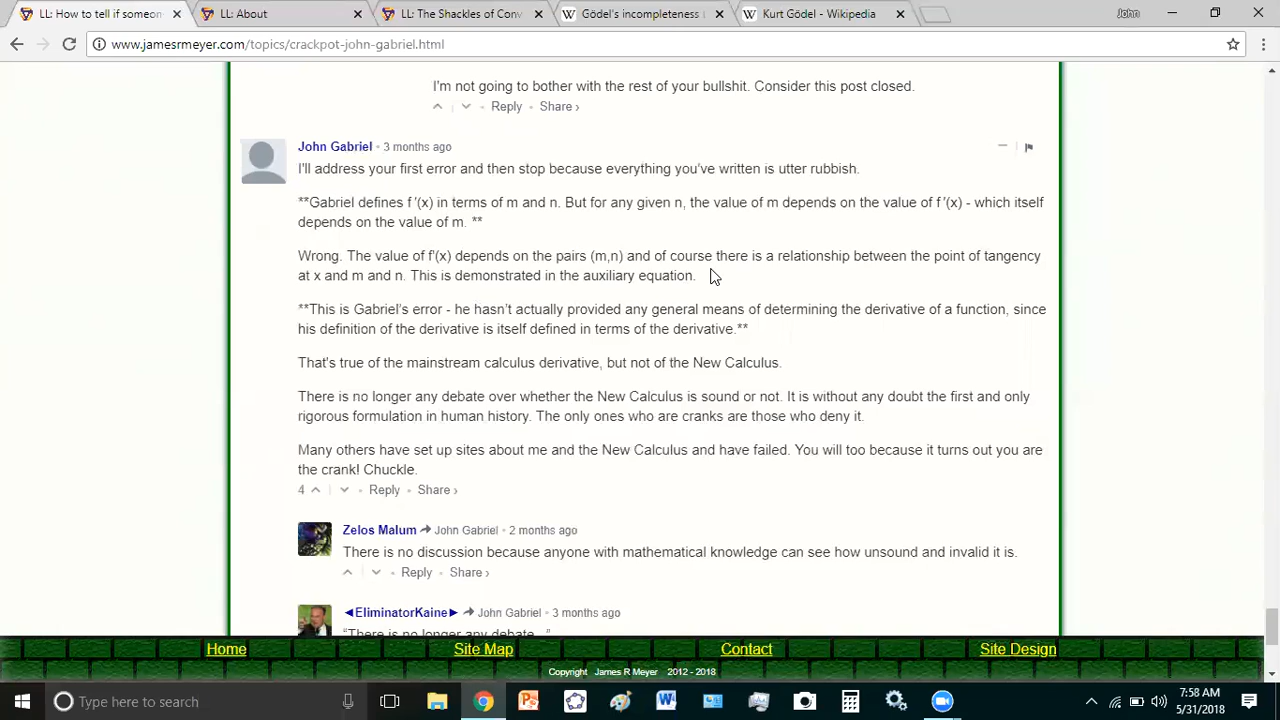 LL: How to tell if someon
LL: About
LL: The Shackles of Conv
Gödel's incompleteness
Kurt Gödel - Wikipedia
John
www.jamesrmeyer.com/topics/crackpot-john-gabriel.html
I'm not going to bother with the rest of your bullshit. Consider this post closed.
Reply Share ›
John Gabriel • 3 months ago
I'll address your first error and then stop because everything you've written is utter rubbish.
**Gabriel defines f '(x) in terms of m and n. But for any given n, the value of m depends on the value of f '(x) - which itself
depends on the value of m. **
Wrong. The value of f'(x) depends on the pairs (m,n) and of course there is a relationship between the point of tangency
at x and m and n. This is demonstrated in the auxiliary equation.
**This is Gabriel's error - he hasn't actually provided any general means of determining the derivative of a function, since
his definition of the derivative is itself defined in terms of the derivative.**
That's true of the mainstream calculus derivative, but not of the New Calculus.
There is no longer any debate over whether the New Calculus is sound or not. It is without any doubt the first and only
rigorous formulation in human history. The only ones who are cranks are those who deny it.
Many others have set up sites about me and the New Calculus and have failed. You will too because it turns out you are
the crank! Chuckle.
4 • Reply • Share ›
Zelos Malum John Gabriel • 2 months ago
There is no discussion because anyone with mathematical knowledge can see how unsound and invalid it is.
• Reply • Share ›
◄EliminatorKaine► John Gabriel • 3 months ago
“There is no longer any debate...”
Home
Site Map
Contact
Site Design
Copyright James R Meyer 2012 - 2018
Type here to search
7:58 AM
5/31/2018